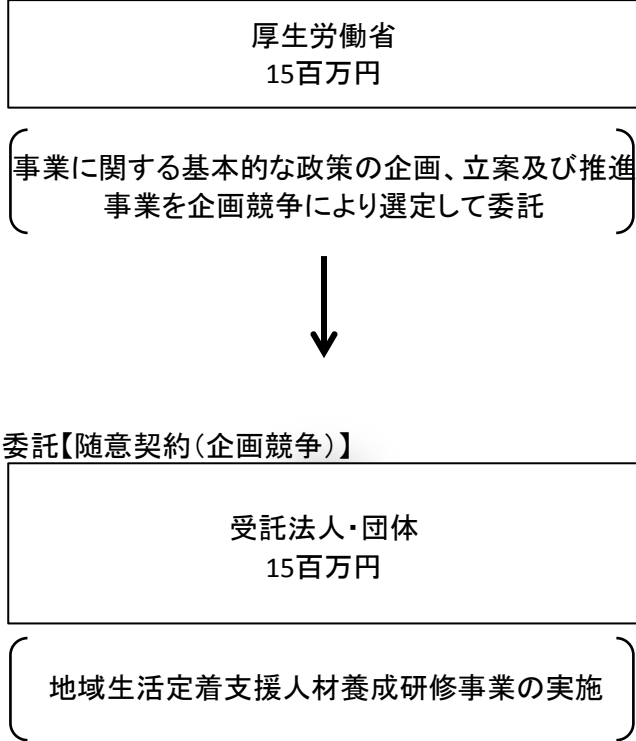 厚生労働省
15百万円
事業に関する基本的な政策の企画、立案及び推進
事業を企画競争により選定して委託
委託【随意契約(企画競争)】
受託法人・団体
15百万円
地域生活定着支援人材養成研修事業の実施